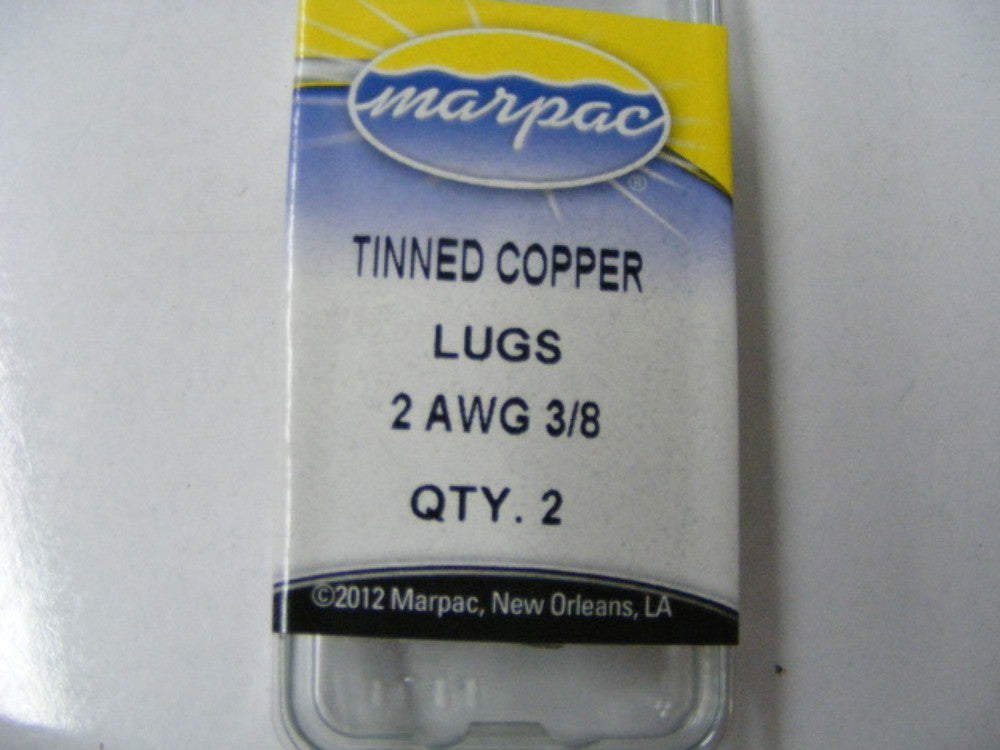 marpac
®
TINNED COPPER
LUGS
2 AWG 3/8
QTY. 2
©2012 Marpac, New Orleans, LA